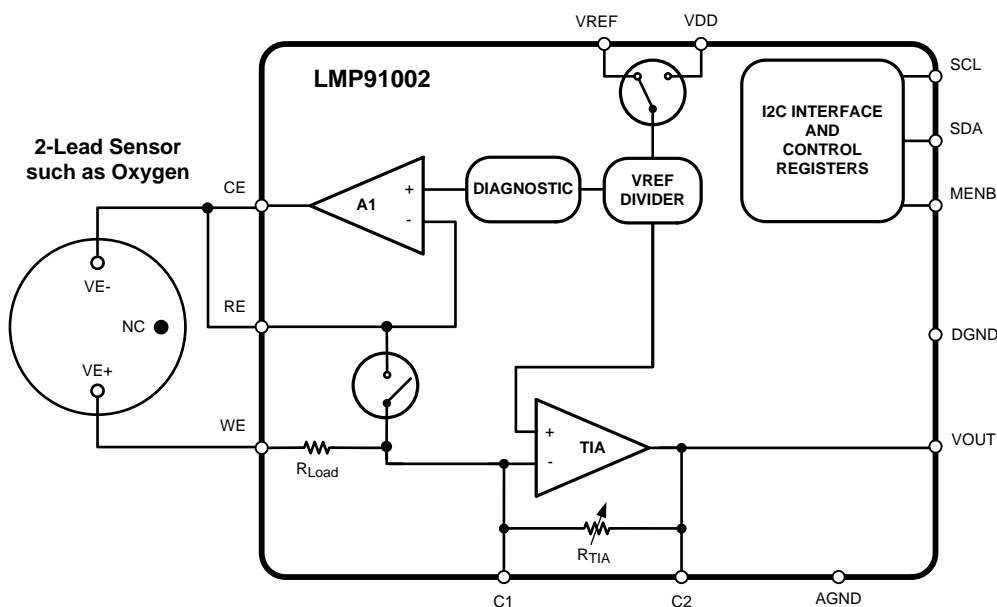 VREF
VDD
LMP91002
SCL
I2C INTERFACE
AND
CONTROL
REGISTERS
SDA
MENB
2-Lead Sensor
such as Oxygen
CE
A1
+
-
DIAGNOSTIC
VREF
DIVIDER
VE-
NC
RE
VE+
DGND
WE
RLoad
+
-
TIA
VOUT
RTIA
C1
C2
AGND